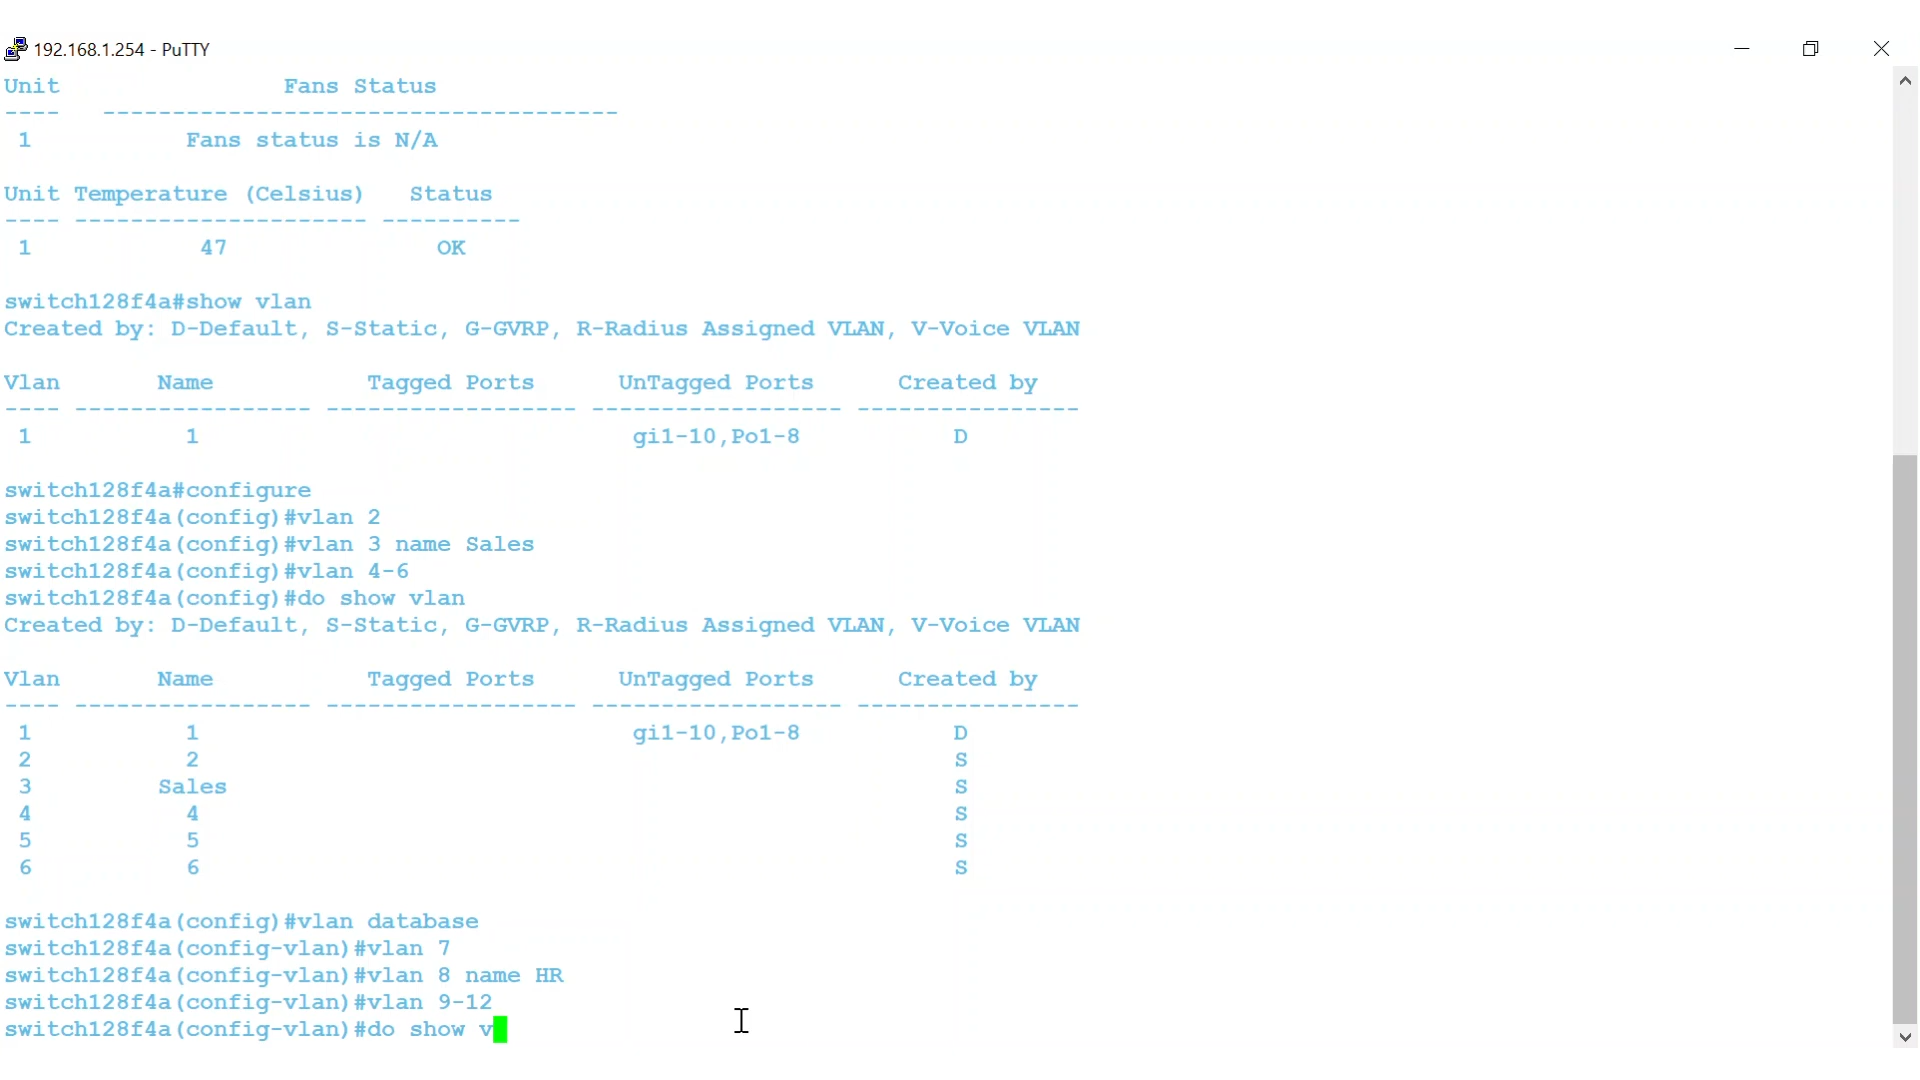 192.168.1.254 - PuTTY
Unit                Fans Status
----   -------------------------------------
 1           Fans status is N/A
Unit Temperature (Celsius)   Status
---- --------------------- ----------
 1            47               OK
switch128f4a#show vlan
Created by: D-Default, S-Static, G-GVRP, R-Radius Assigned VLAN, V-Voice VLAN
Vlan       Name           Tagged Ports      UnTagged Ports      Created by
---- ----------------- ------------------ ------------------ ----------------
 1           1                               gi1-10,Po1-8           D
switch128f4a#configure
switch128f4a(config)#vlan 2
switch128f4a(config)#vlan 3 name Sales
switch128f4a(config)#vlan 4-6
switch128f4a(config)#do show vlan
Created by: D-Default, S-Static, G-GVRP, R-Radius Assigned VLAN, V-Voice VLAN
Vlan       Name           Tagged Ports      UnTagged Ports      Created by
---- ----------------- ------------------ ------------------ ----------------
 1           1                               gi1-10,Po1-8           D
 2           2                                                      S
 3         Sales                                                    S
 4           4                                                      S
 5           5                                                      S
 6           6                                                      S
switch128f4a(config)#vlan database
switch128f4a(config-vlan)#vlan 7
switch128f4a(config-vlan)#vlan 8 name HR
switch128f4a(config-vlan)#vlan 9-12
switch128f4a(config-vlan)#do show v